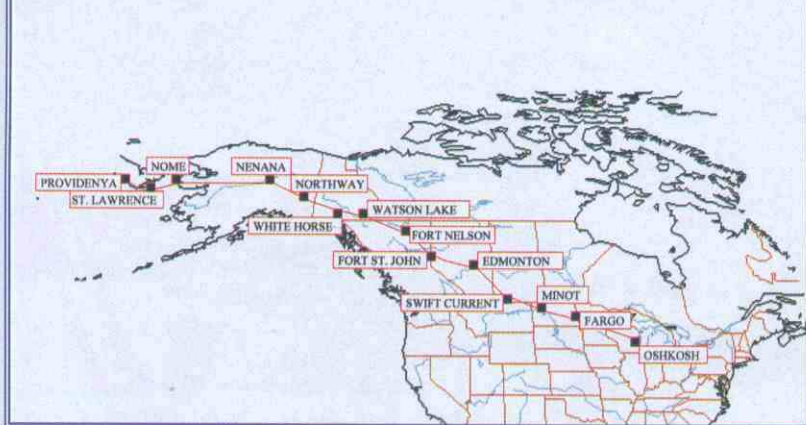 NOME
NENANA
PROVIDENYA
NORTHWAY
ST. LAWRENCE
WATSON LAKE
WHITE HORSE
FORT NELSON
FORT ST. JOHN
EDMONTON
SWIFT CURRENT
MINOT
FARGO
OSHKOSH